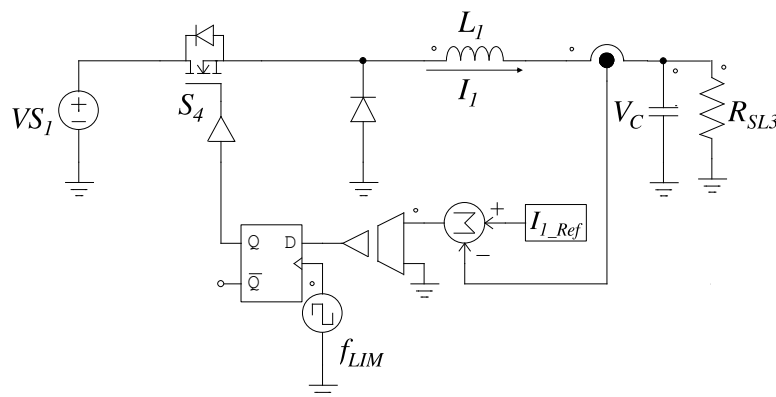 L1
I1
S4
VS1
+
−
VC
RSL3
Σ
+
−
I1_Ref
Q
D
Q̅
fLIM